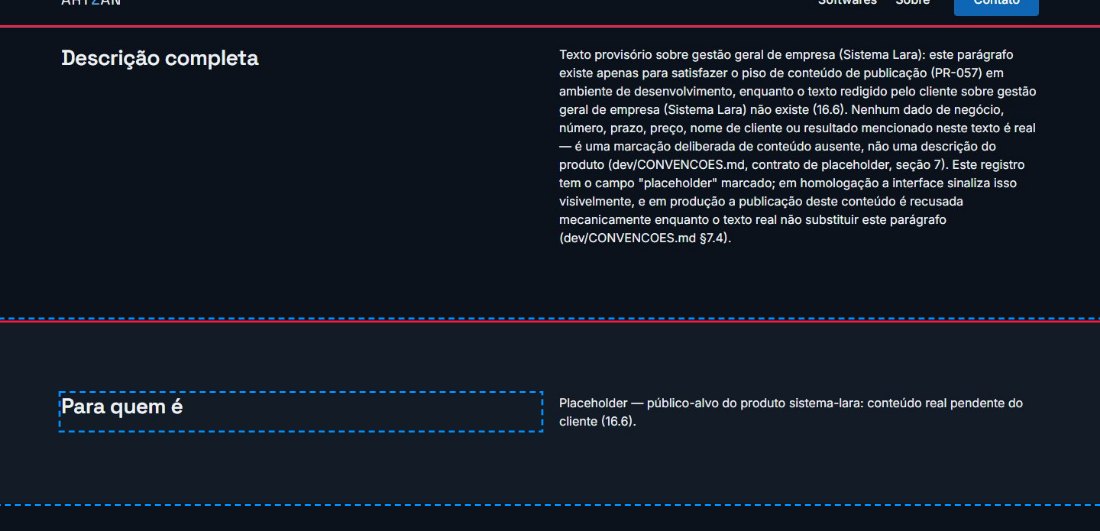 ARTZAN
Softwares Sobre Contato
Descrição completa
Texto provisório sobre gestão geral de empresa (Sistema Lara): este parágrafo
existe apenas para satisfazer o piso de conteúdo de publicação (PR-057) em
ambiente de desenvolvimento, enquanto o texto redigido pelo cliente sobre gestão
geral de empresa (Sistema Lara) não existe (16.6). Nenhum dado de negócio,
número, prazo, preço, nome de cliente ou resultado mencionado neste texto é real
— é uma marcação deliberada de conteúdo ausente, não uma descrição do
produto (dev/CONVENCOES.md, contrato de placeholder, seção 7). Este registro
tem o campo "placeholder" marcado; em homologação a interface sinaliza isso
visivelmente, e em produção a publicação deste conteúdo é recusada
mecanicamente enquanto o texto real não substituir este parágrafo
(dev/CONVENCOES.md §7.4).
Para quem é
Placeholder — público-alvo do produto sistema-lara: conteúdo real pendente do
cliente (16.6).